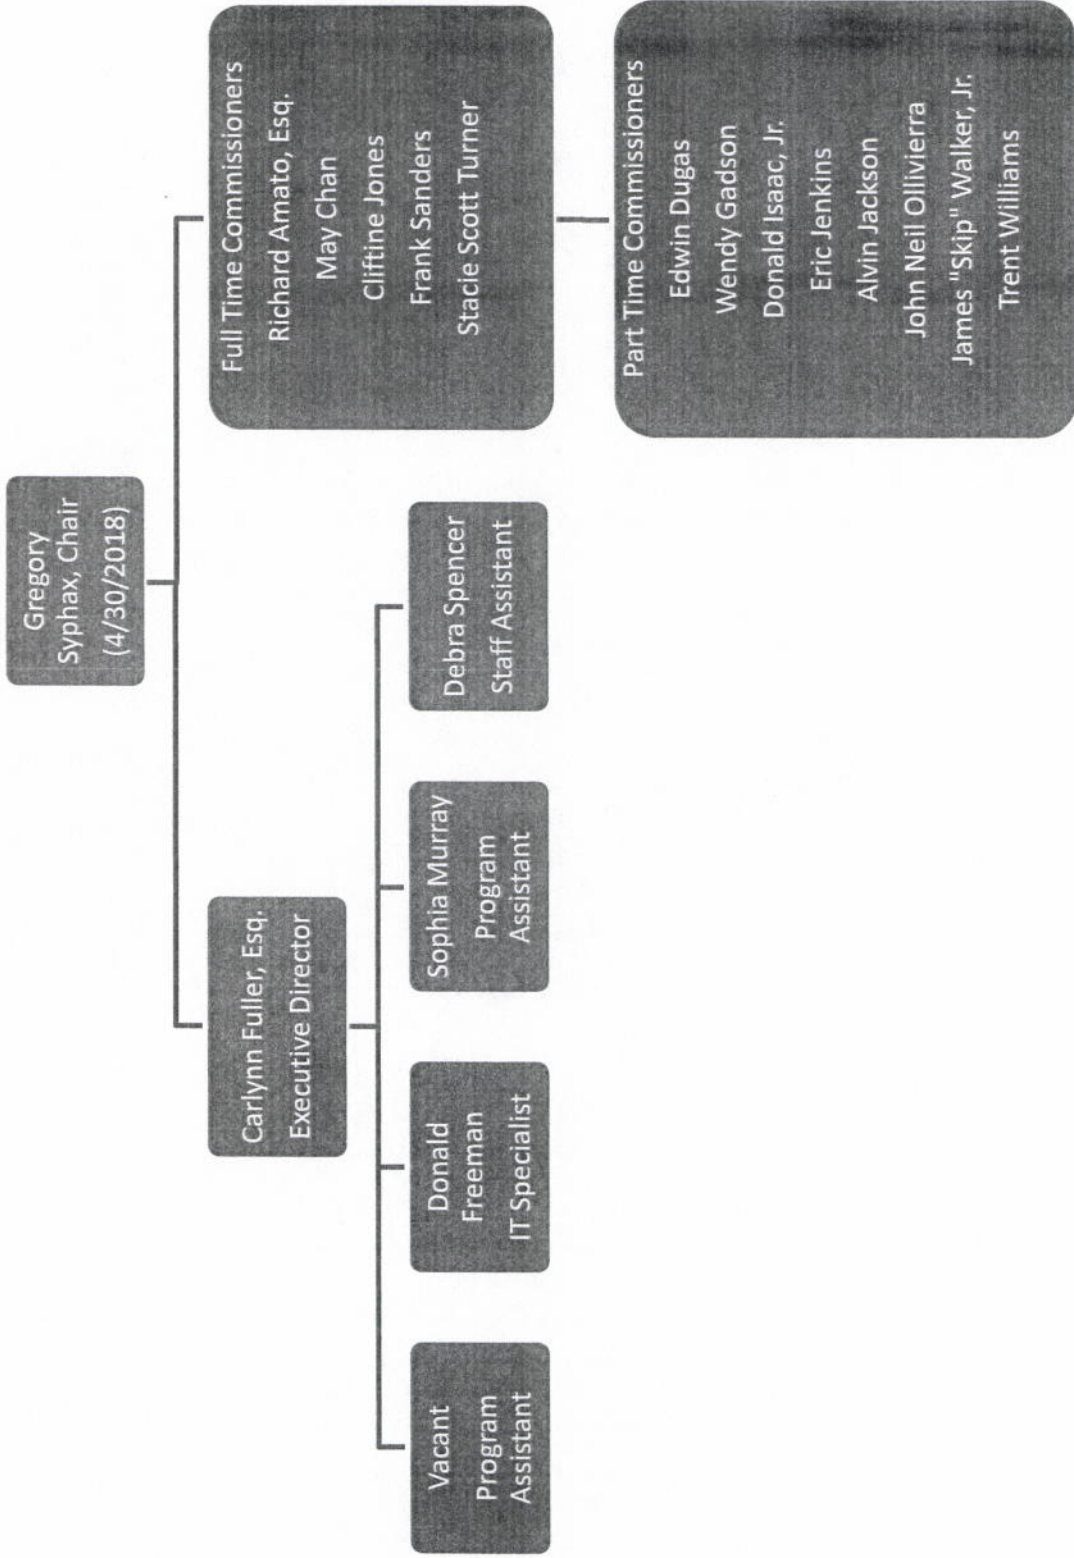 Gregory
Syphax, Chair
(4/30/2018)
Carlynn Fuller, Esq.
Executive Director
Vacant
Program
Assistant
Donald
Freeman
IT Specialist
Sophia Murray
Program
Assistant
Debra Spencer
Staff Assistant
Full Time Commissioners
Richard Amato, Esq.
May Chan
Cliftine Jones
Frank Sanders
Stacie Scott Turner
Part Time Commissioners
Edwin Dugas
Wendy Gadson
Donald Isaac, Jr.
Eric Jenkins
Alvin Jackson
John Neil Ollivierra
James "Skip" Walker, Jr.
Trent Williams